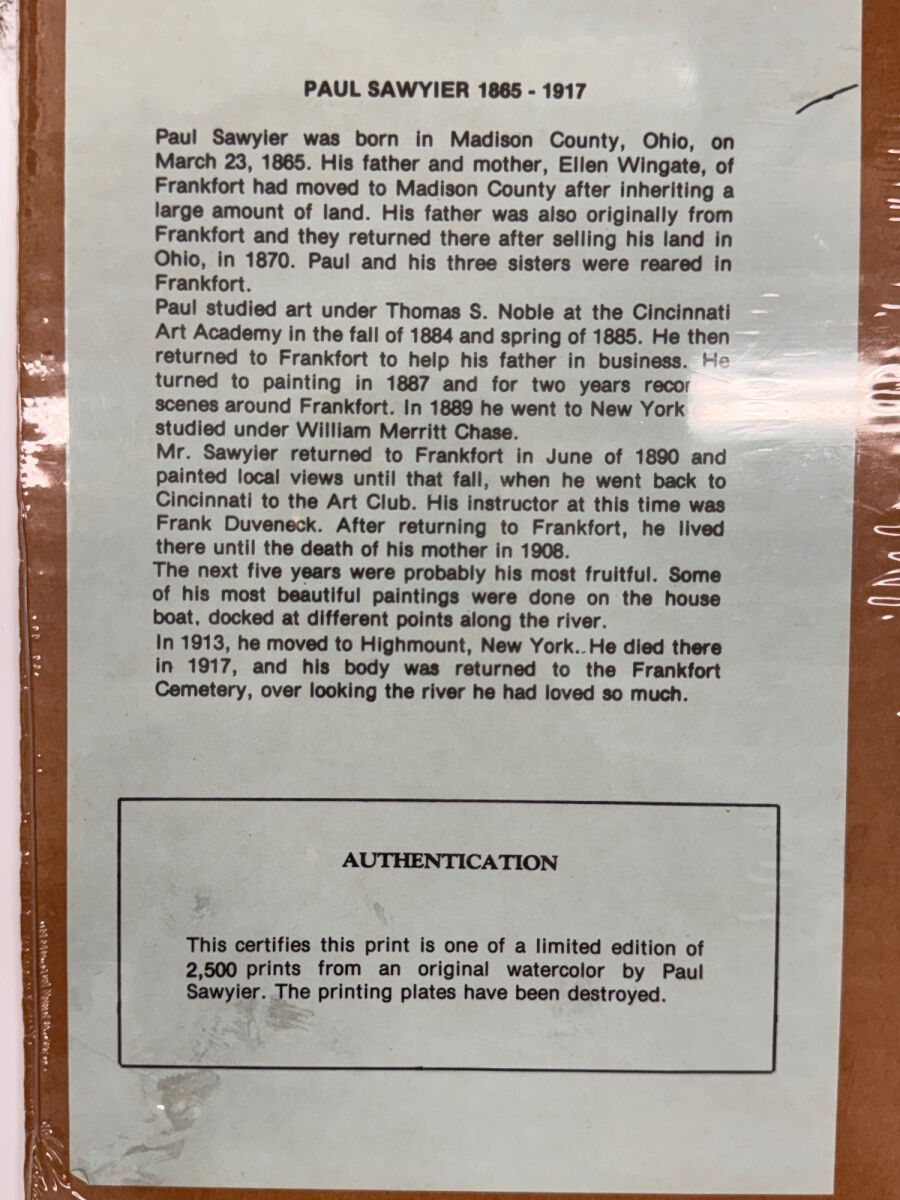 PAUL SAWYIER 1865 - 1917
Paul Sawyier was born in Madison County, Ohio, on
March 23, 1865. His father and mother, Ellen Wingate, of
Frankfort had moved to Madison County after inheriting a
large amount of land. His father was also originally from
Frankfort and they returned there after selling his land in
Ohio, in 1870. Paul and his three sisters were reared in
Frankfort.
Paul studied art under Thomas S. Noble at the Cincinnati
Art Academy in the fall of 1884 and spring of 1885. He then
returned to Frankfort to help his father in business. He
turned to painting in 1887 and for two years
scenes around Frankfort. In 1889 he went to New York
studied under William Merritt Chase.
Mr. Sawyier returned to Frankfort in June of 1890 and
painted local views until that fall, when he went back to
Cincinnati to the Art Club. His instructor at this time was
Frank Duveneck. After returning to Frankfort, he lived
there until the death of his mother in 1908.
The next five years were probably his most fruitful. Some
of his most beautiful paintings were done on the house
boat, docked at different points along the river.
In 1913, he moved to Highmount, New York. He died there
in 1917, and his body was returned to the Frankfort
Cemetery, over looking the river he had loved so much.
AUTHENTICATION
This certifies this print is one of a limited edition of
2,500 prints from an original watercolor by Paul
Sawyier. The printing plates have been destroyed.